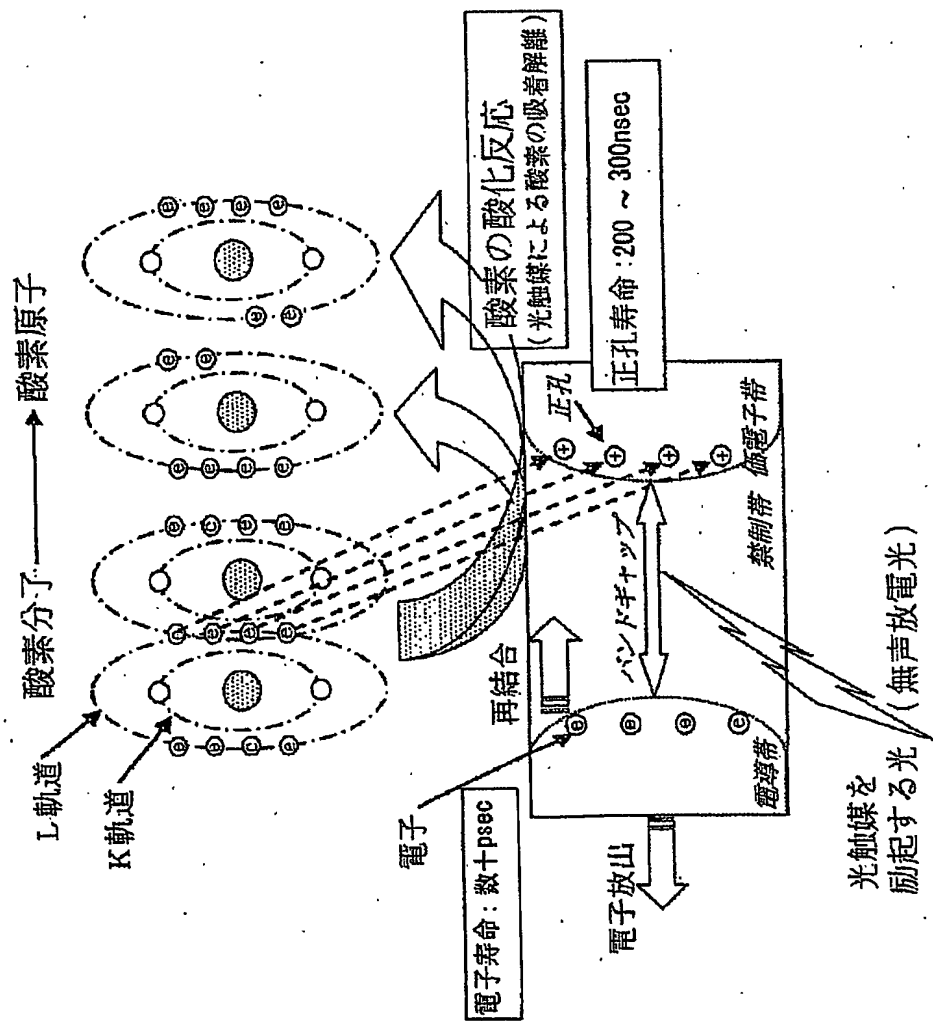 酸素分子 → 酸素原子
L軌道
K軌道
e e c e
e e e e
e c e e
e e e e
e e
e e
e e e e
電子
電子寿命：数十psec
再結合
酸素の酸化反応
（光触媒による酸素の吸着解離）
正孔
正孔寿命：200～300nsec
e e e c
+ + + +
バンドギャップ
電導帯
禁制帯
価電子帯
電子放出
光触媒を
励起する光（無声放電光）